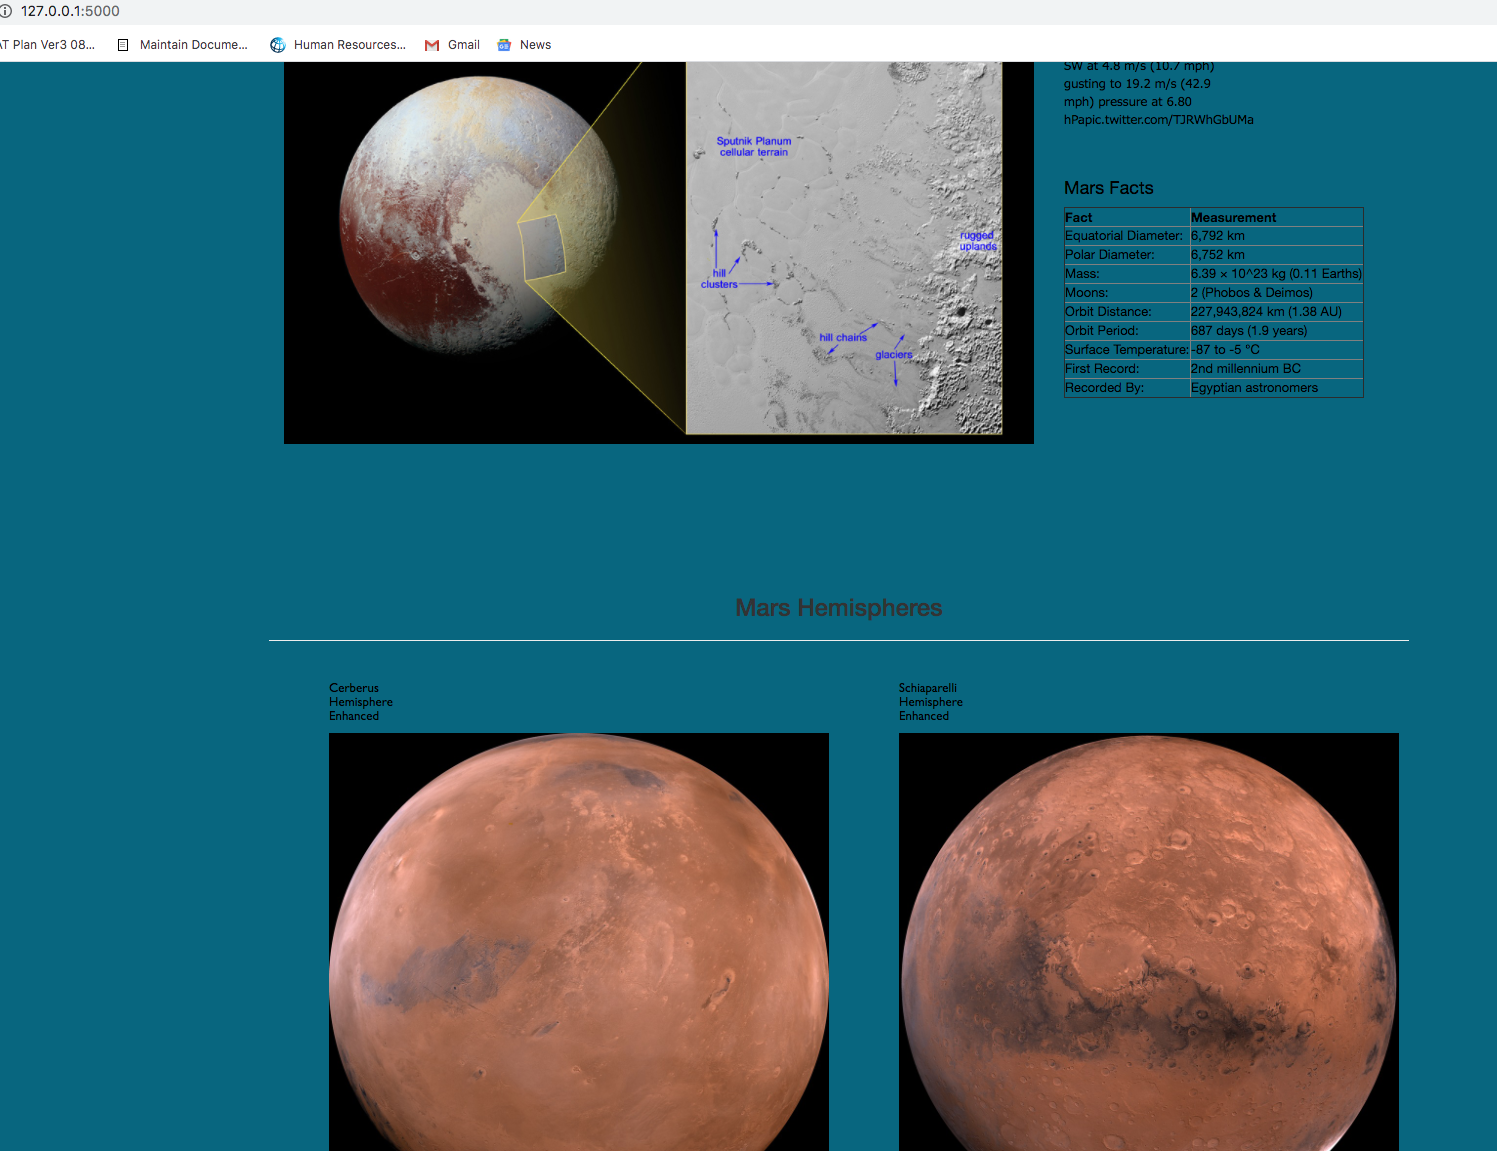 127.0.0.1:5000
AT Plan Ver3 08...
Maintain Docume...
Human Resources...
Gmail
News
SW at 4.8 m/s (10.7 mph)
gusting to 19.2 m/s (42.9
mph) pressure at 6.80
hPapic.twitter.com/TJRWhGbUMa
Sputnik Planum
cellular terrain
rugged
uplands
hill
clusters
hill chains
glaciers
Mars Facts
Fact Measurement
Equatorial Diameter: 6,792 km
Polar Diameter: 6,752 km
Mass: 6.39 × 10^23 kg (0.11 Earths)
Moons: 2 (Phobos & Deimos)
Orbit Distance: 227,943,824 km (1.38 AU)
Orbit Period: 687 days (1.9 years)
Surface Temperature: -87 to -5 °C
First Record: 2nd millennium BC
Recorded By: Egyptian astronomers
Mars Hemispheres
Cerberus
Hemisphere
Enhanced
Schiaparelli
Hemisphere
Enhanced